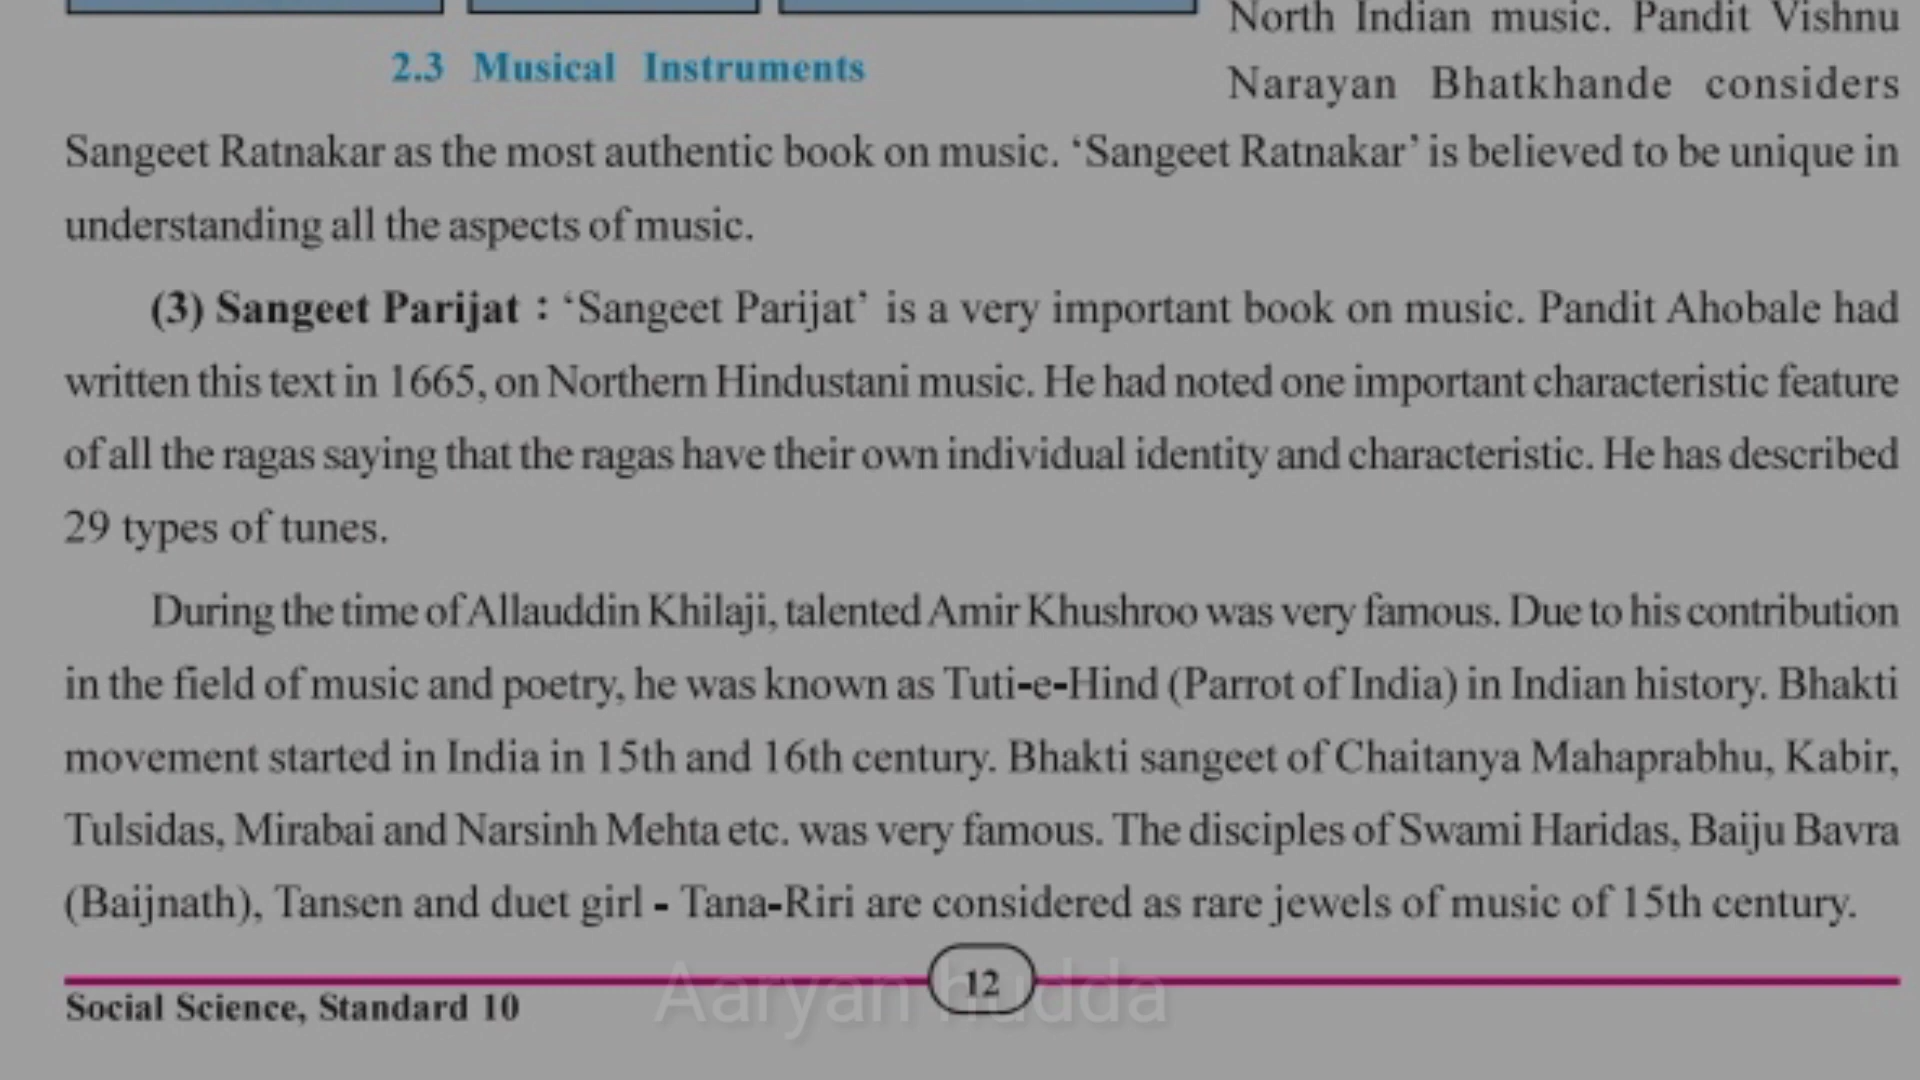 North Indian music. Pandit Vishnu
2.3 Musical Instruments
Narayan Bhatkhande considers
Sangeet Ratnakar as the most authentic book on music. ‘Sangeet Ratnakar’ is believed to be unique in
understanding all the aspects of music.
(3) Sangeet Parijat : ‘Sangeet Parijat’ is a very important book on music. Pandit Ahobale had
written this text in 1665, on Northern Hindustani music. He had noted one important characteristic feature
of all the ragas saying that the ragas have their own individual identity and characteristic. He has described
29 types of tunes.
During the time of Allauddin Khilaji, talented Amir Khushroo was very famous. Due to his contribution
in the field of music and poetry, he was known as Tuti-e-Hind (Parrot of India) in Indian history. Bhakti
movement started in India in 15th and 16th century. Bhakti sangeet of Chaitanya Mahaprabhu, Kabir,
Tulsidas, Mirabai and Narsinh Mehta etc. was very famous. The disciples of Swami Haridas, Baiju Bavra
(Baijnath), Tansen and duet girl - Tana-Riri are considered as rare jewels of music of 15th century.
12
Social Science, Standard 10
Aaryan hudda